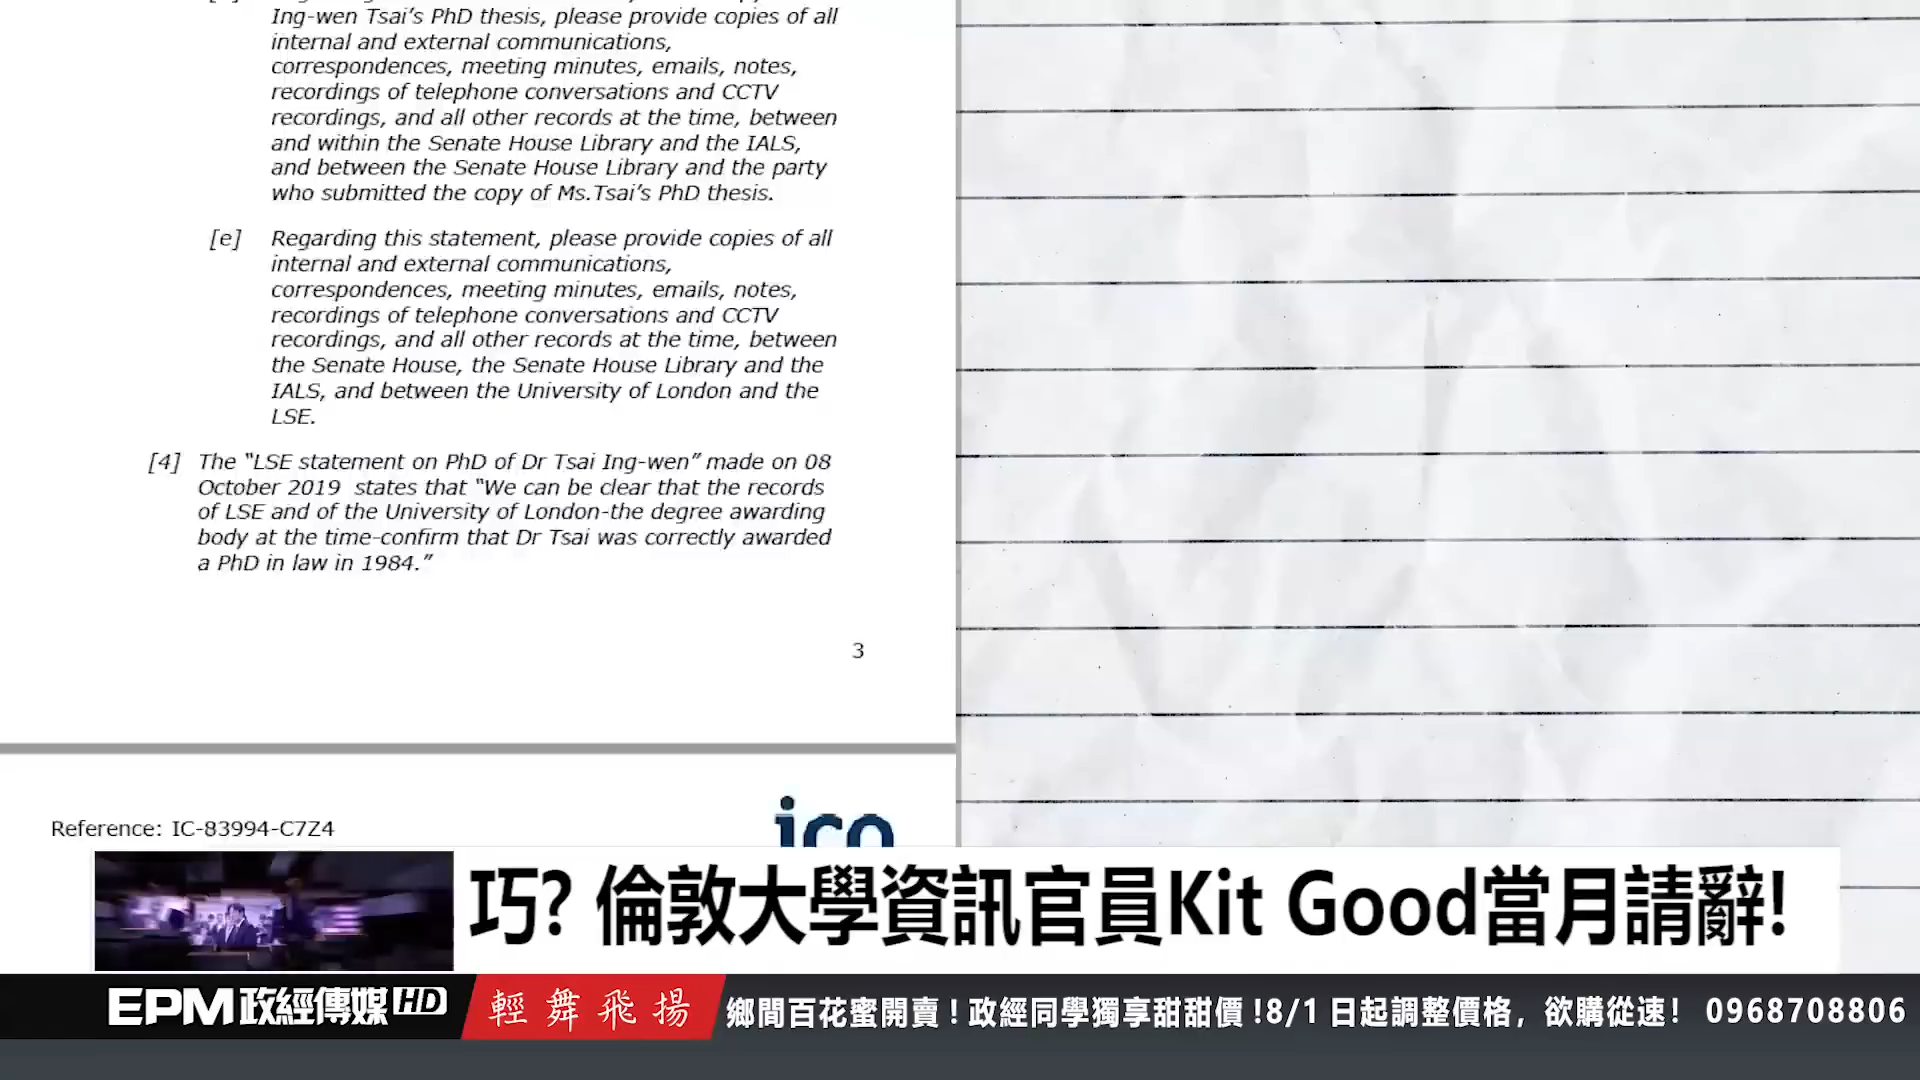 Ing-wen Tsai's PhD thesis, please provide copies of all
internal and external communications,
correspondences, meeting minutes, emails, notes,
recordings of telephone conversations and CCTV
recordings, and all other records at the time, between
and within the Senate House Library and the IALS,
and between the Senate House Library and the party
who submitted the copy of Ms.Tsai's PhD thesis.
[e] Regarding this statement, please provide copies of all
internal and external communications,
correspondences, meeting minutes, emails, notes,
recordings of telephone conversations and CCTV
recordings, and all other records at the time, between
the Senate House, the Senate House Library and the
IALS, and between the University of London and the
LSE.
[4] The “LSE statement on PhD of Dr Tsai Ing-wen” made on 08
October 2019 states that “We can be clear that the records
of LSE and of the University of London-the degree awarding
body at the time-confirm that Dr Tsai was correctly awarded
a PhD in law in 1984.”
3
Reference: IC-83994-C7Z4
ico
巧? 倫敦大學資訊官員Kit Good當月請辭!
EPM政經傳媒HD
輕舞飛揚
鄉間百花蜜開賣！政經同學獨享甜甜價！8/1 日起調整價格，欲購從速！ 0968708806